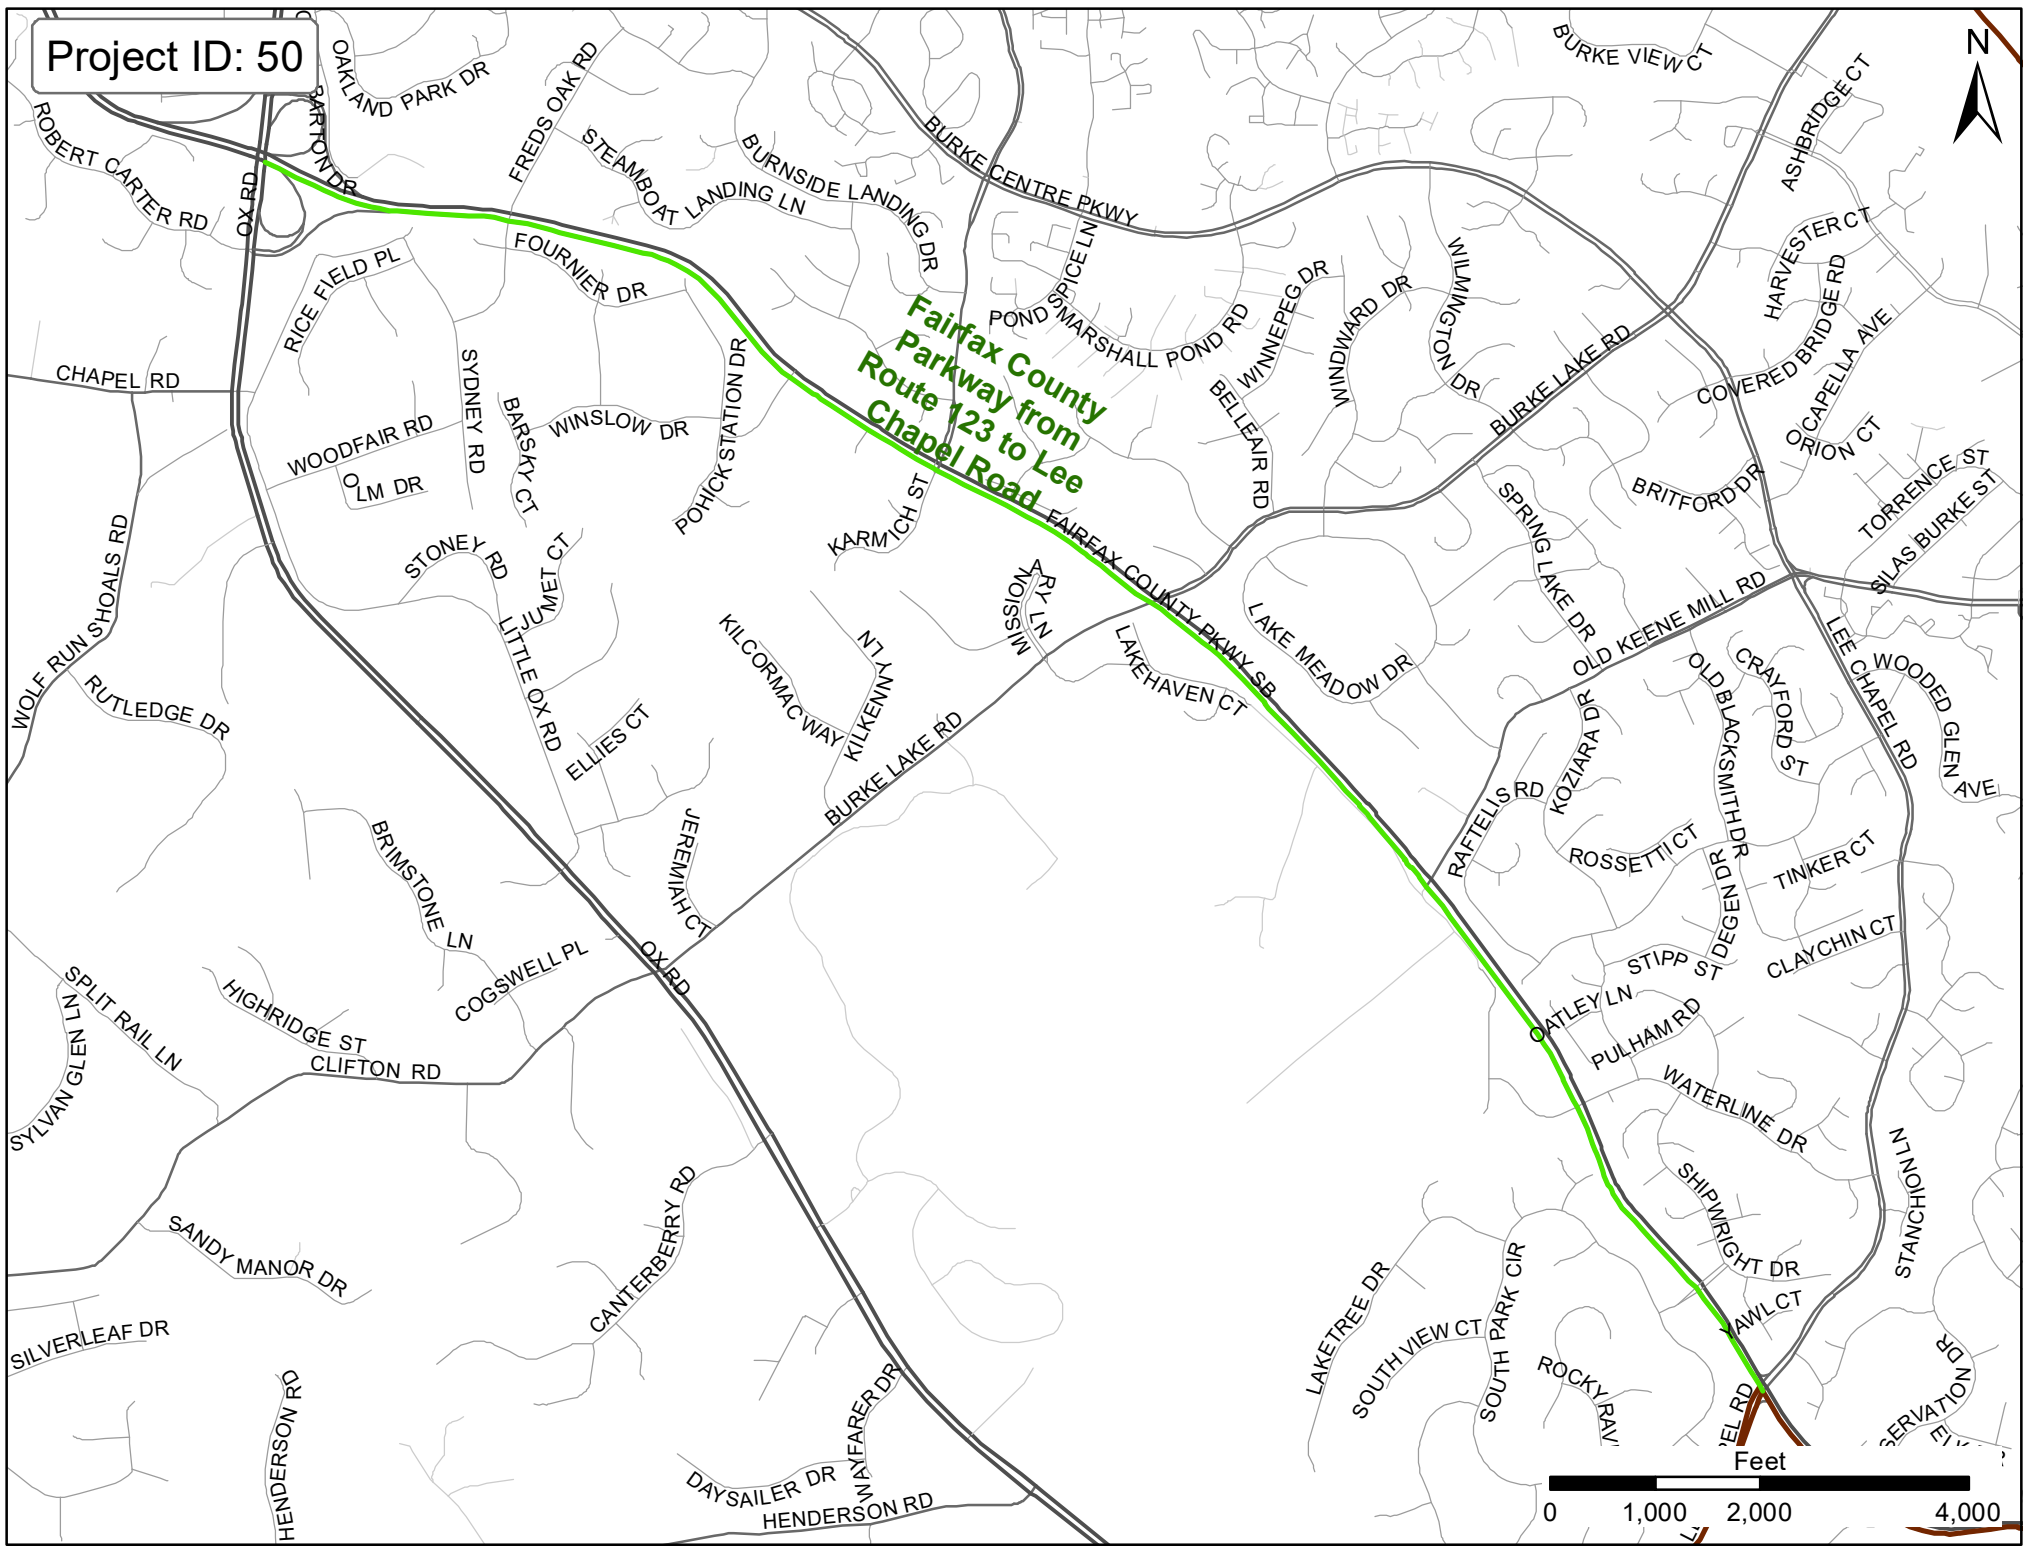 Project ID: 50
N
OAKLAND PARK DR
BARTON DR
FREDS OAK RD
BURKE VIEW CT
ASHBRIDGE CT
ROBERT CARTER RD
OX RD
STEAMBOAT LANDING LN
BURNSIDE LANDING DR
BURKE CENTRE PKWY
HARVESTER CT
RICE FIELD PL
FOURNIER DR
POND SPICE LN
MARSHALL POND RD
WINNEPEG DR
WINDWARD DR
WILMINGTON DR
COVERED BRIDGE RD
CAPELLA AVE
Fairfax County
Parkway from
Route 123 to Lee
Chapel Road
CHAPEL RD
SYDNEY RD
BARSKY CT
WINSLOW DR
POHICK STATION DR
BELLEAIR RD
BURKE LAKE RD
ORION CT
WOODFAIR RD
OLM DR
BRITFORD DR
TORRENCE ST
SILAS BURKE ST
STONEY RD
JUMET CT
KARMICH ST
FAIRFAX COUNTY PKWY SB
SPRING LAKE DR
WOLF RUN SHOALS RD
LITTLE OX RD
KILCORMAC WAY
KILKENNY LN
MISSIONARY LN
LAKEHAVEN CT
LAKE MEADOW DR
OLD KEENE MILL RD
LEE CHAPEL RD
WOODED GLEN AVE
RUTLEDGE DR
ELLIES CT
BURKE LAKE RD
KOZIARA DR
OLD BLACKSMITH DR
CRAYFORD ST
RAFTELIS RD
ROSSETTI CT
TINKER CT
BRIMSTONE LN
JEREMIAH CT
DEGEN DR
STIPP ST
CLAYCHIN CT
SPLIT RAIL LN
SYLVAN GLEN LN
HIGHRIDGE ST
COGSWELL PL
OX RD
CLIFTON RD
OATLEY LN
PULHAM RD
WATERLINE DR
STANCHION LN
SHIPWRIGHT DR
SANDY MANOR DR
CANTERBERRY RD
LAKETREE DR
SOUTH VIEW CT
SOUTH PARK CIR
YAWL CT
SILVERLEAF DR
ROCKY RAV
HENDERSON RD
WAYFARER DR
DAYSAILER DR
HENDERSON RD
PEL RD
SERVATION DR
ELK
Feet
0 1,000 2,000 4,000